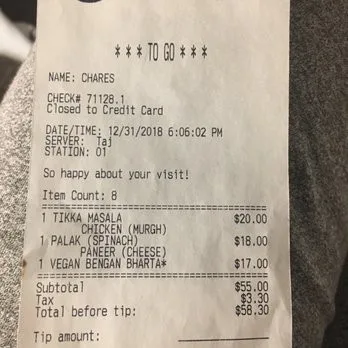 *** TO GO ***
NAME: CHARES
CHECK# 71128.1
Closed to Credit Card
DATE/TIME: 12/31/2018 6:06:02 PM
SERVER: Taj
STATION: 01
So happy about your visit!
Item Count: 8
1 TIKKA MASALA $20.00
CHICKEN (MURGH)
1 PALAK (SPINACH) $18.00
PANEER (CHEESE)
1 VEGAN BENGAN BHARTA* $17.00
Subtotal $55.00
Tax $3.30
Total before tip: $58.30
Tip amount: